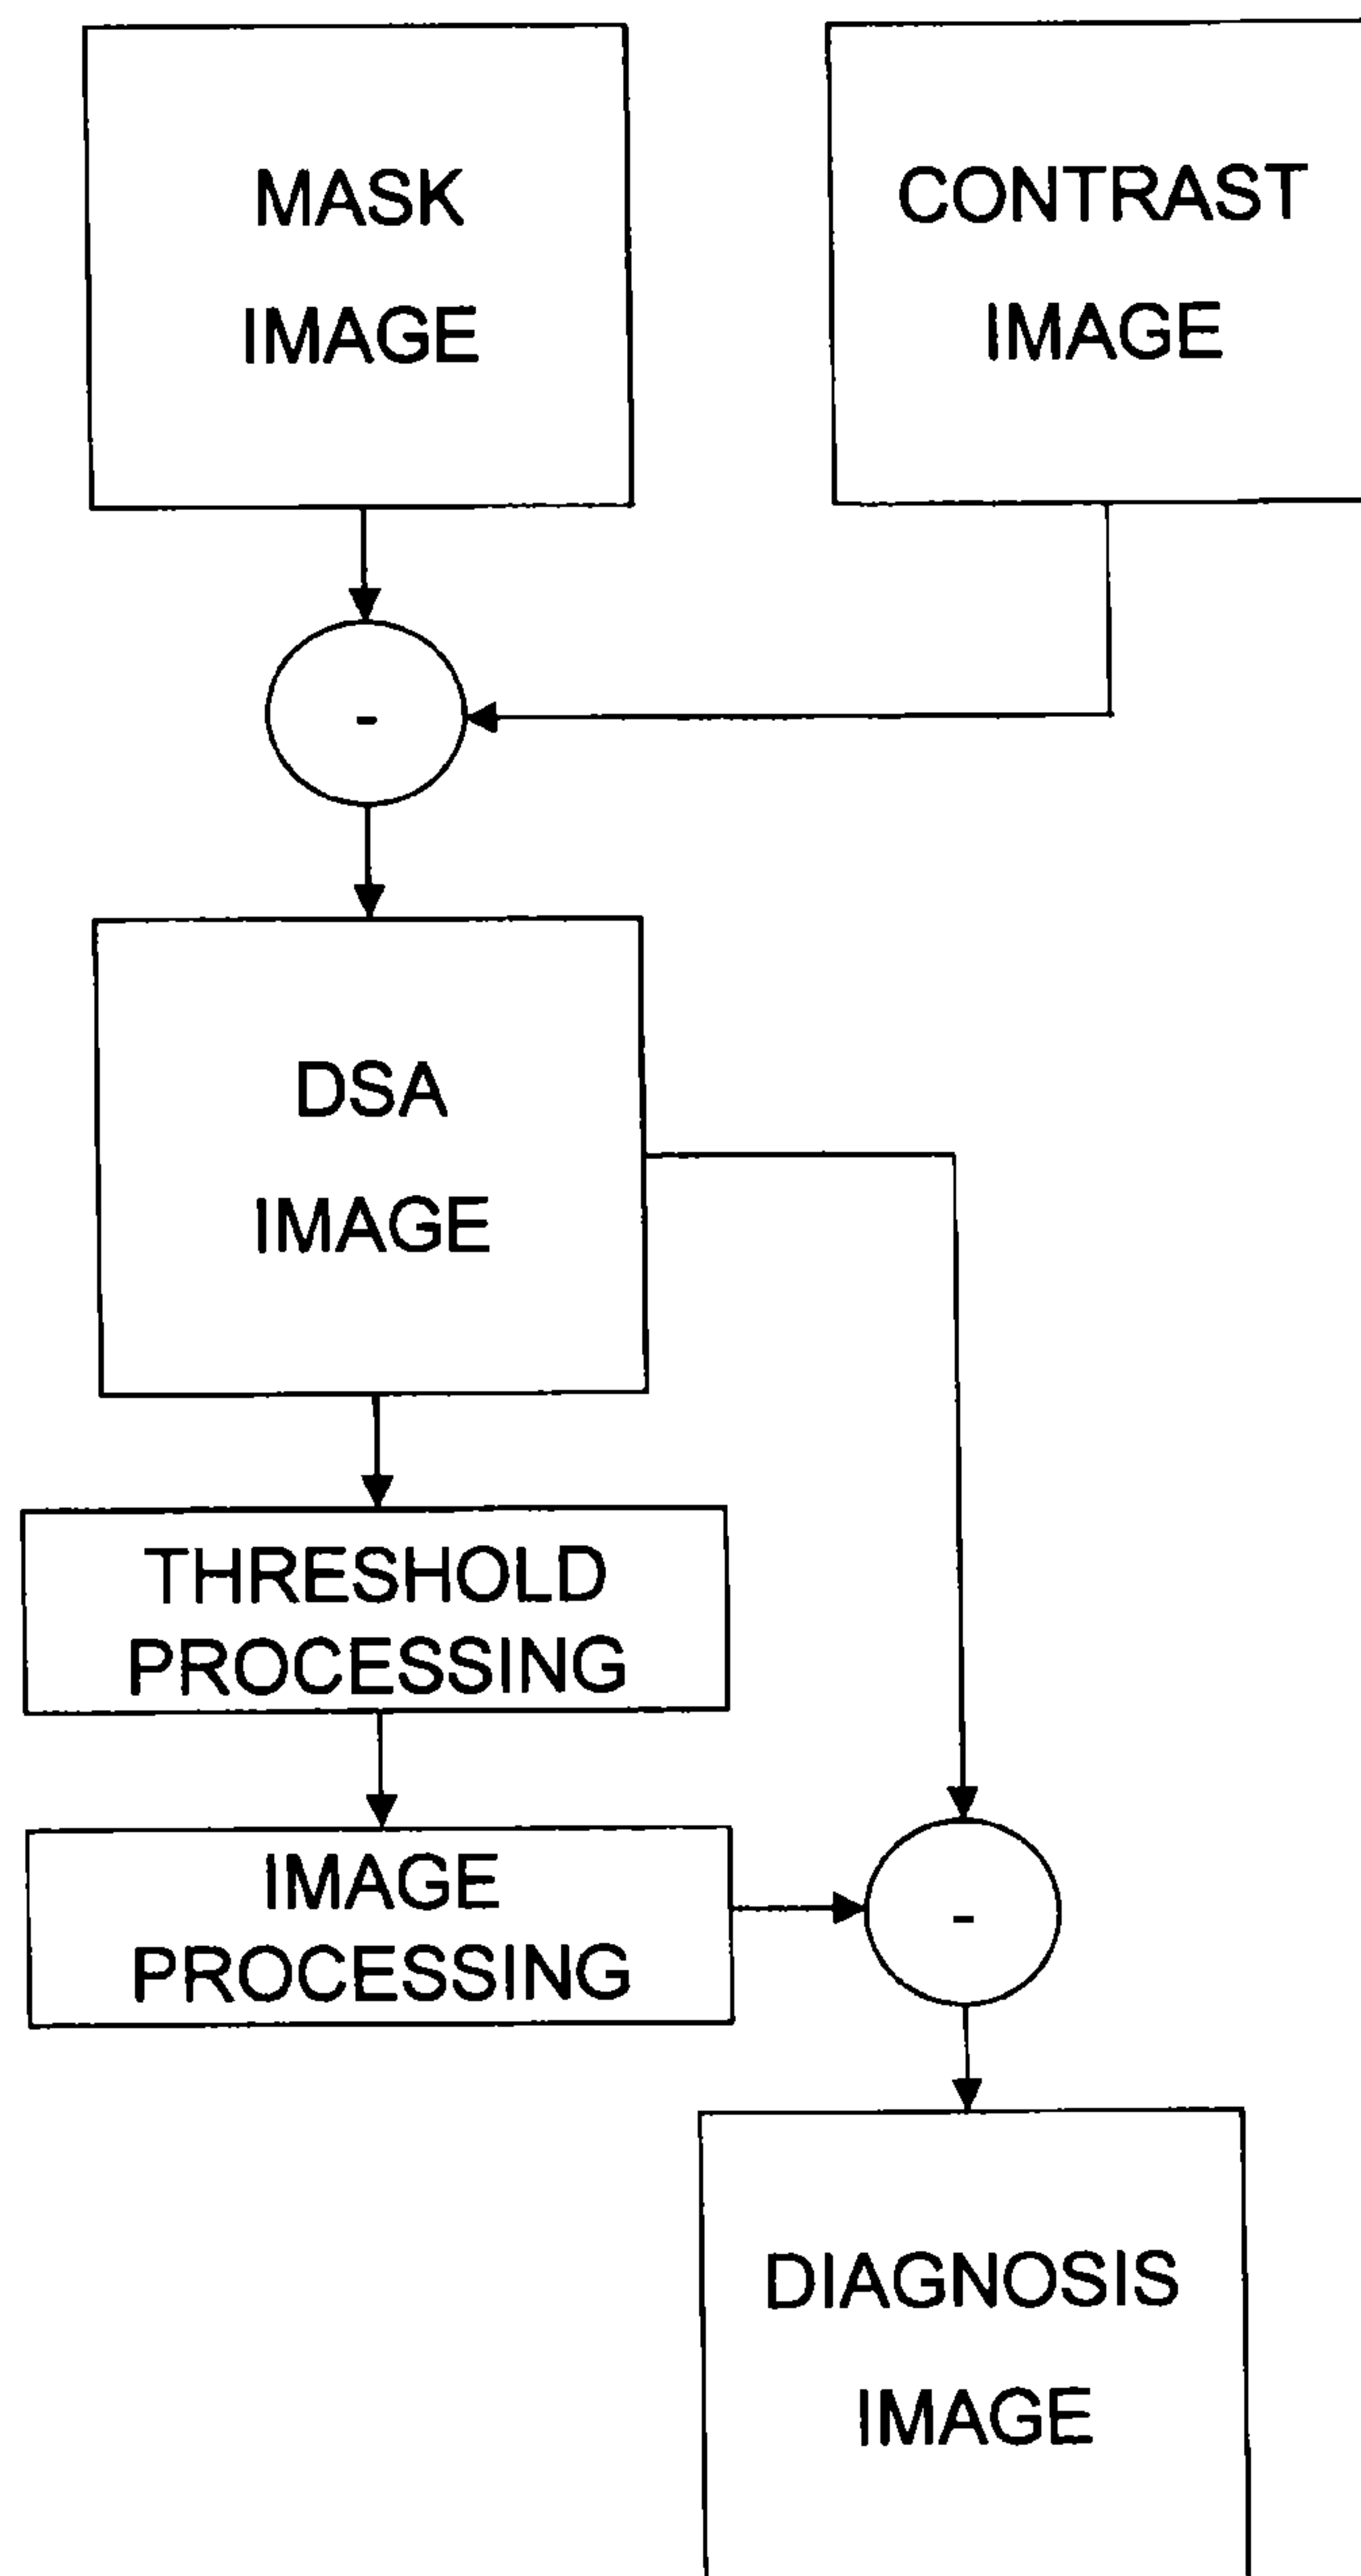 MASK
IMAGE
CONTRAST
IMAGE
-
DSA
IMAGE
THRESHOLD
PROCESSING
IMAGE
PROCESSING
-
DIAGNOSIS
IMAGE